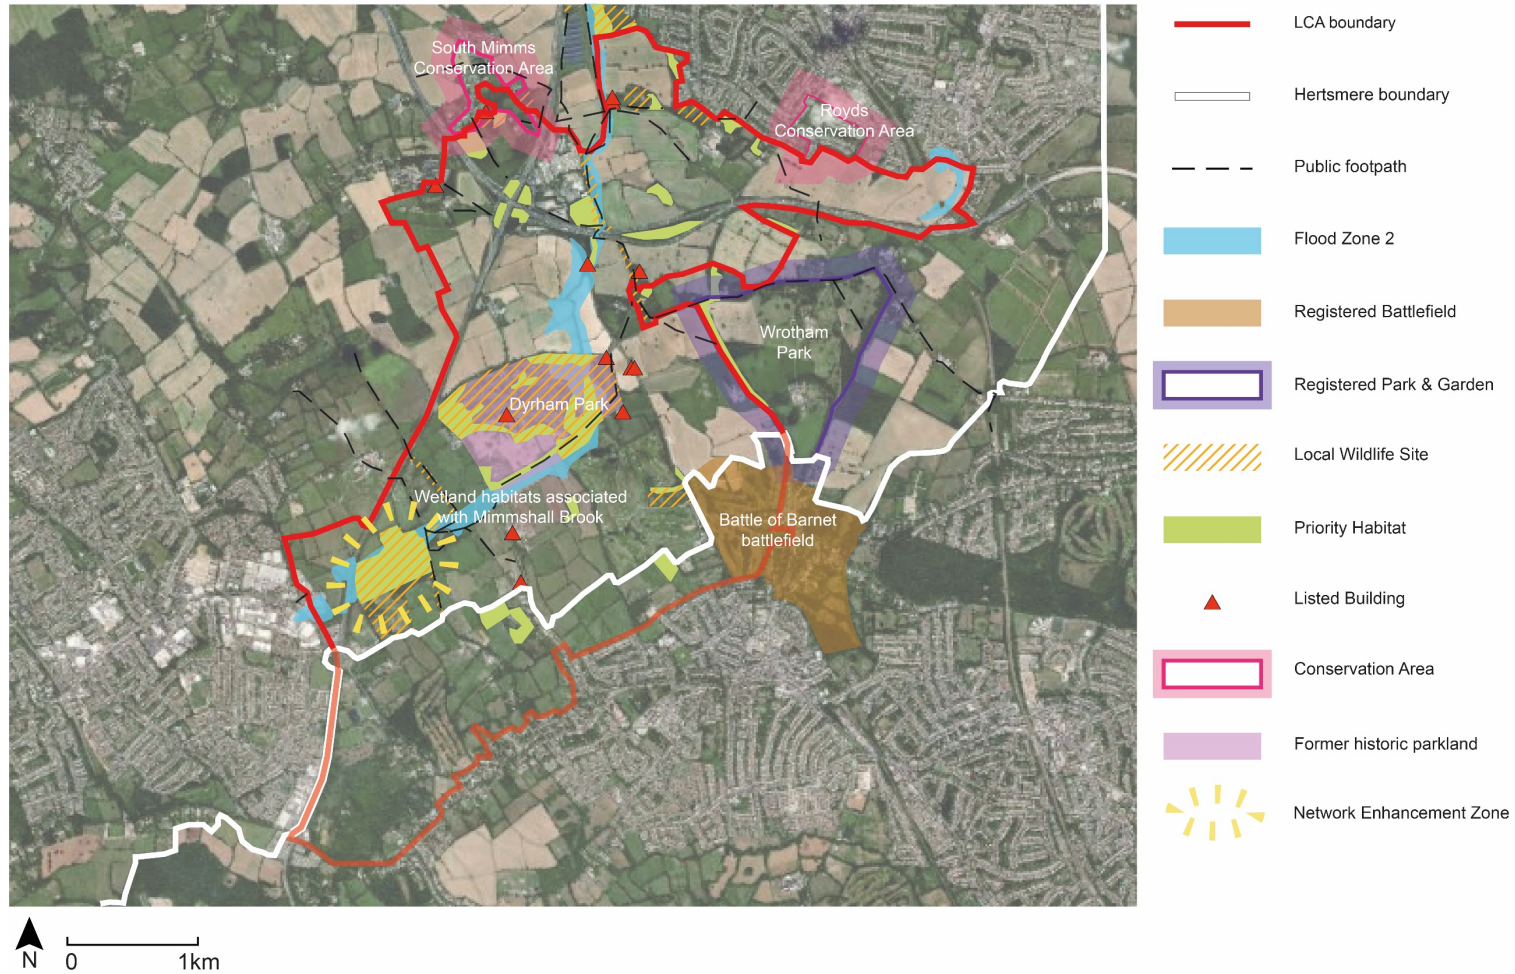 South Mimms
Conservation Area
Royds
Conservation Area
Wrotham
Park
Dyrham Park
Wetland habitats associated
with Mimmshall Brook
Battle of Barnet
battlefield
LCA boundary
Hertsmere boundary
Public footpath
Flood Zone 2
Registered Battlefield
Registered Park & Garden
Local Wildlife Site
Priority Habitat
Listed Building
Conservation Area
Former historic parkland
Network Enhancement Zone
N
0
1km